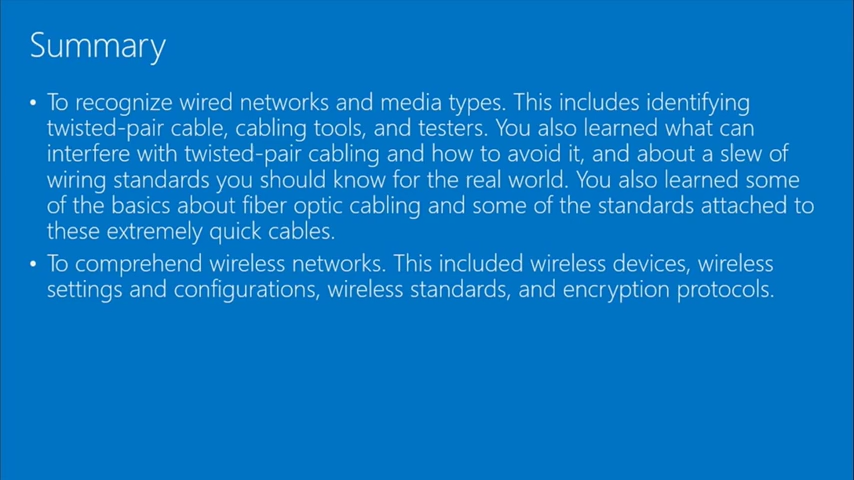 Summary
• To recognize wired networks and media types. This includes identifying
twisted-pair cable, cabling tools, and testers. You also learned what can
interfere with twisted-pair cabling and how to avoid it, and about a slew of
wiring standards you should know for the real world. You also learned some
of the basics about fiber optic cabling and some of the standards attached to
these extremely quick cables.
• To comprehend wireless networks. This included wireless devices, wireless
settings and configurations, wireless standards, and encryption protocols.